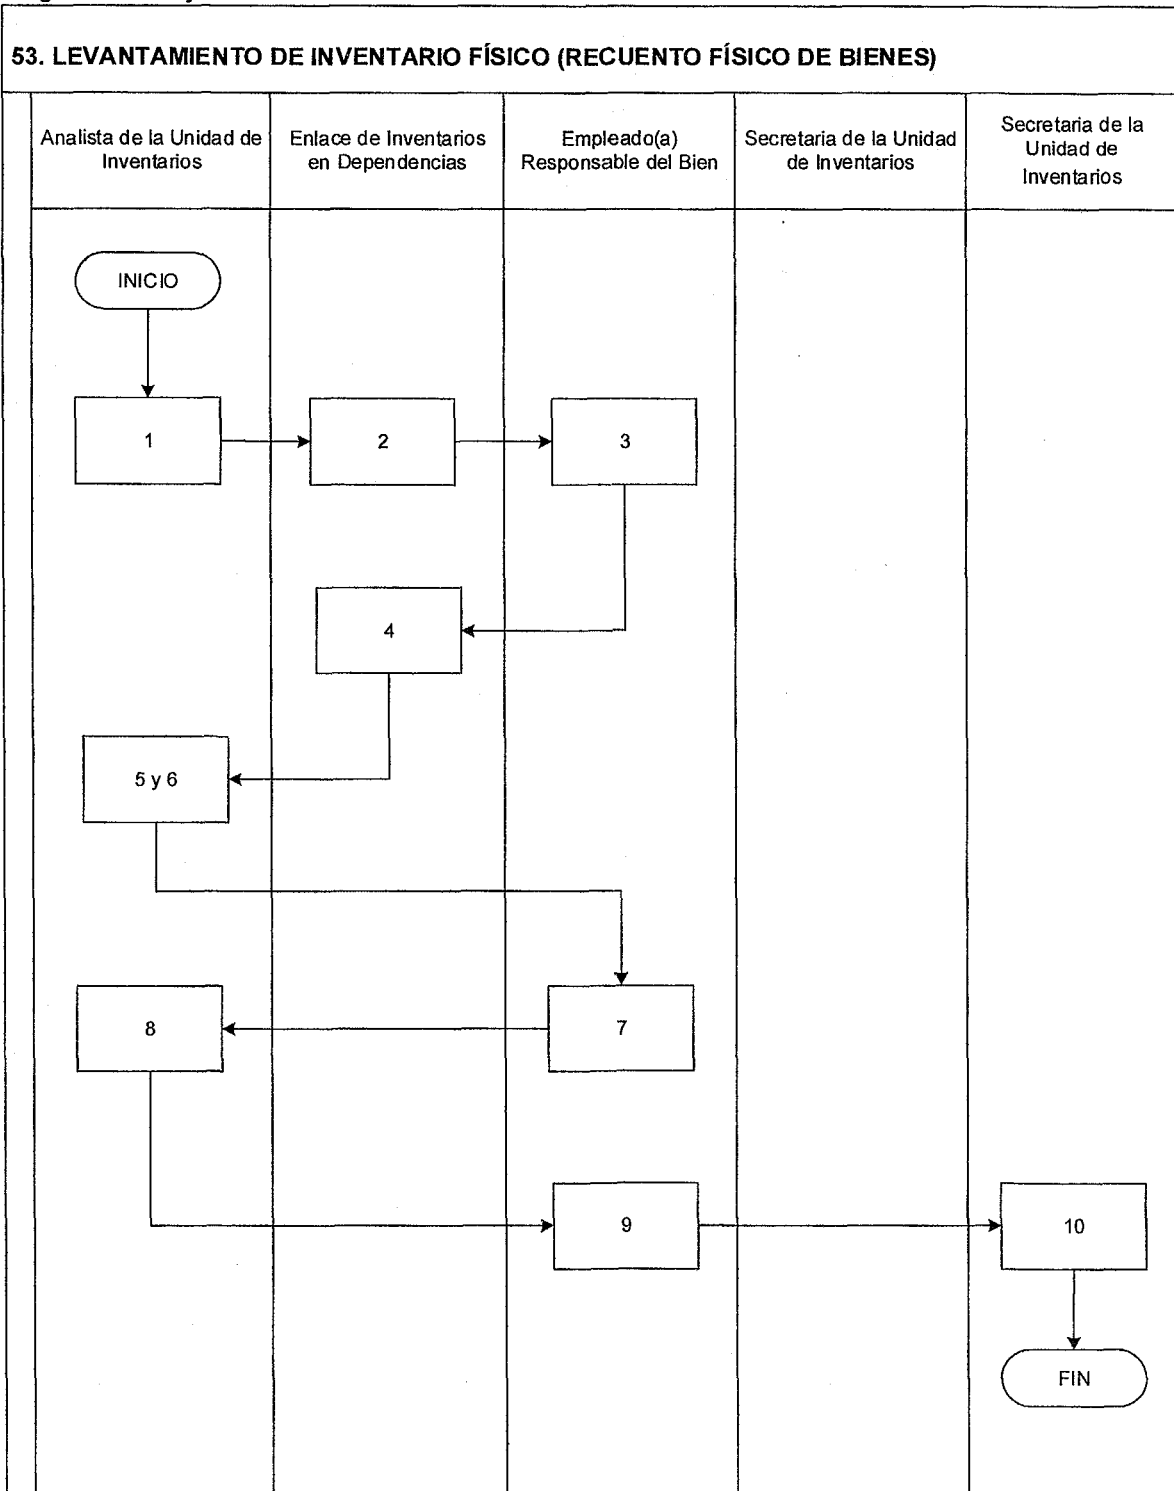 53. LEVANTAMIENTO DE INVENTARIO FÍSICO (RECUENTO FÍSICO DE BIENES)
Analista de la Unidad de
Inventarios
Enlace de Inventarios
en Dependencias
Empleado(a)
Responsable del Bien
Secretaria de la Unidad
de Inventarios
Secretaria de la
Unidad de
Inventarios
INICIO
1
2
3
4
5 y 6
8
7
9
10
FIN